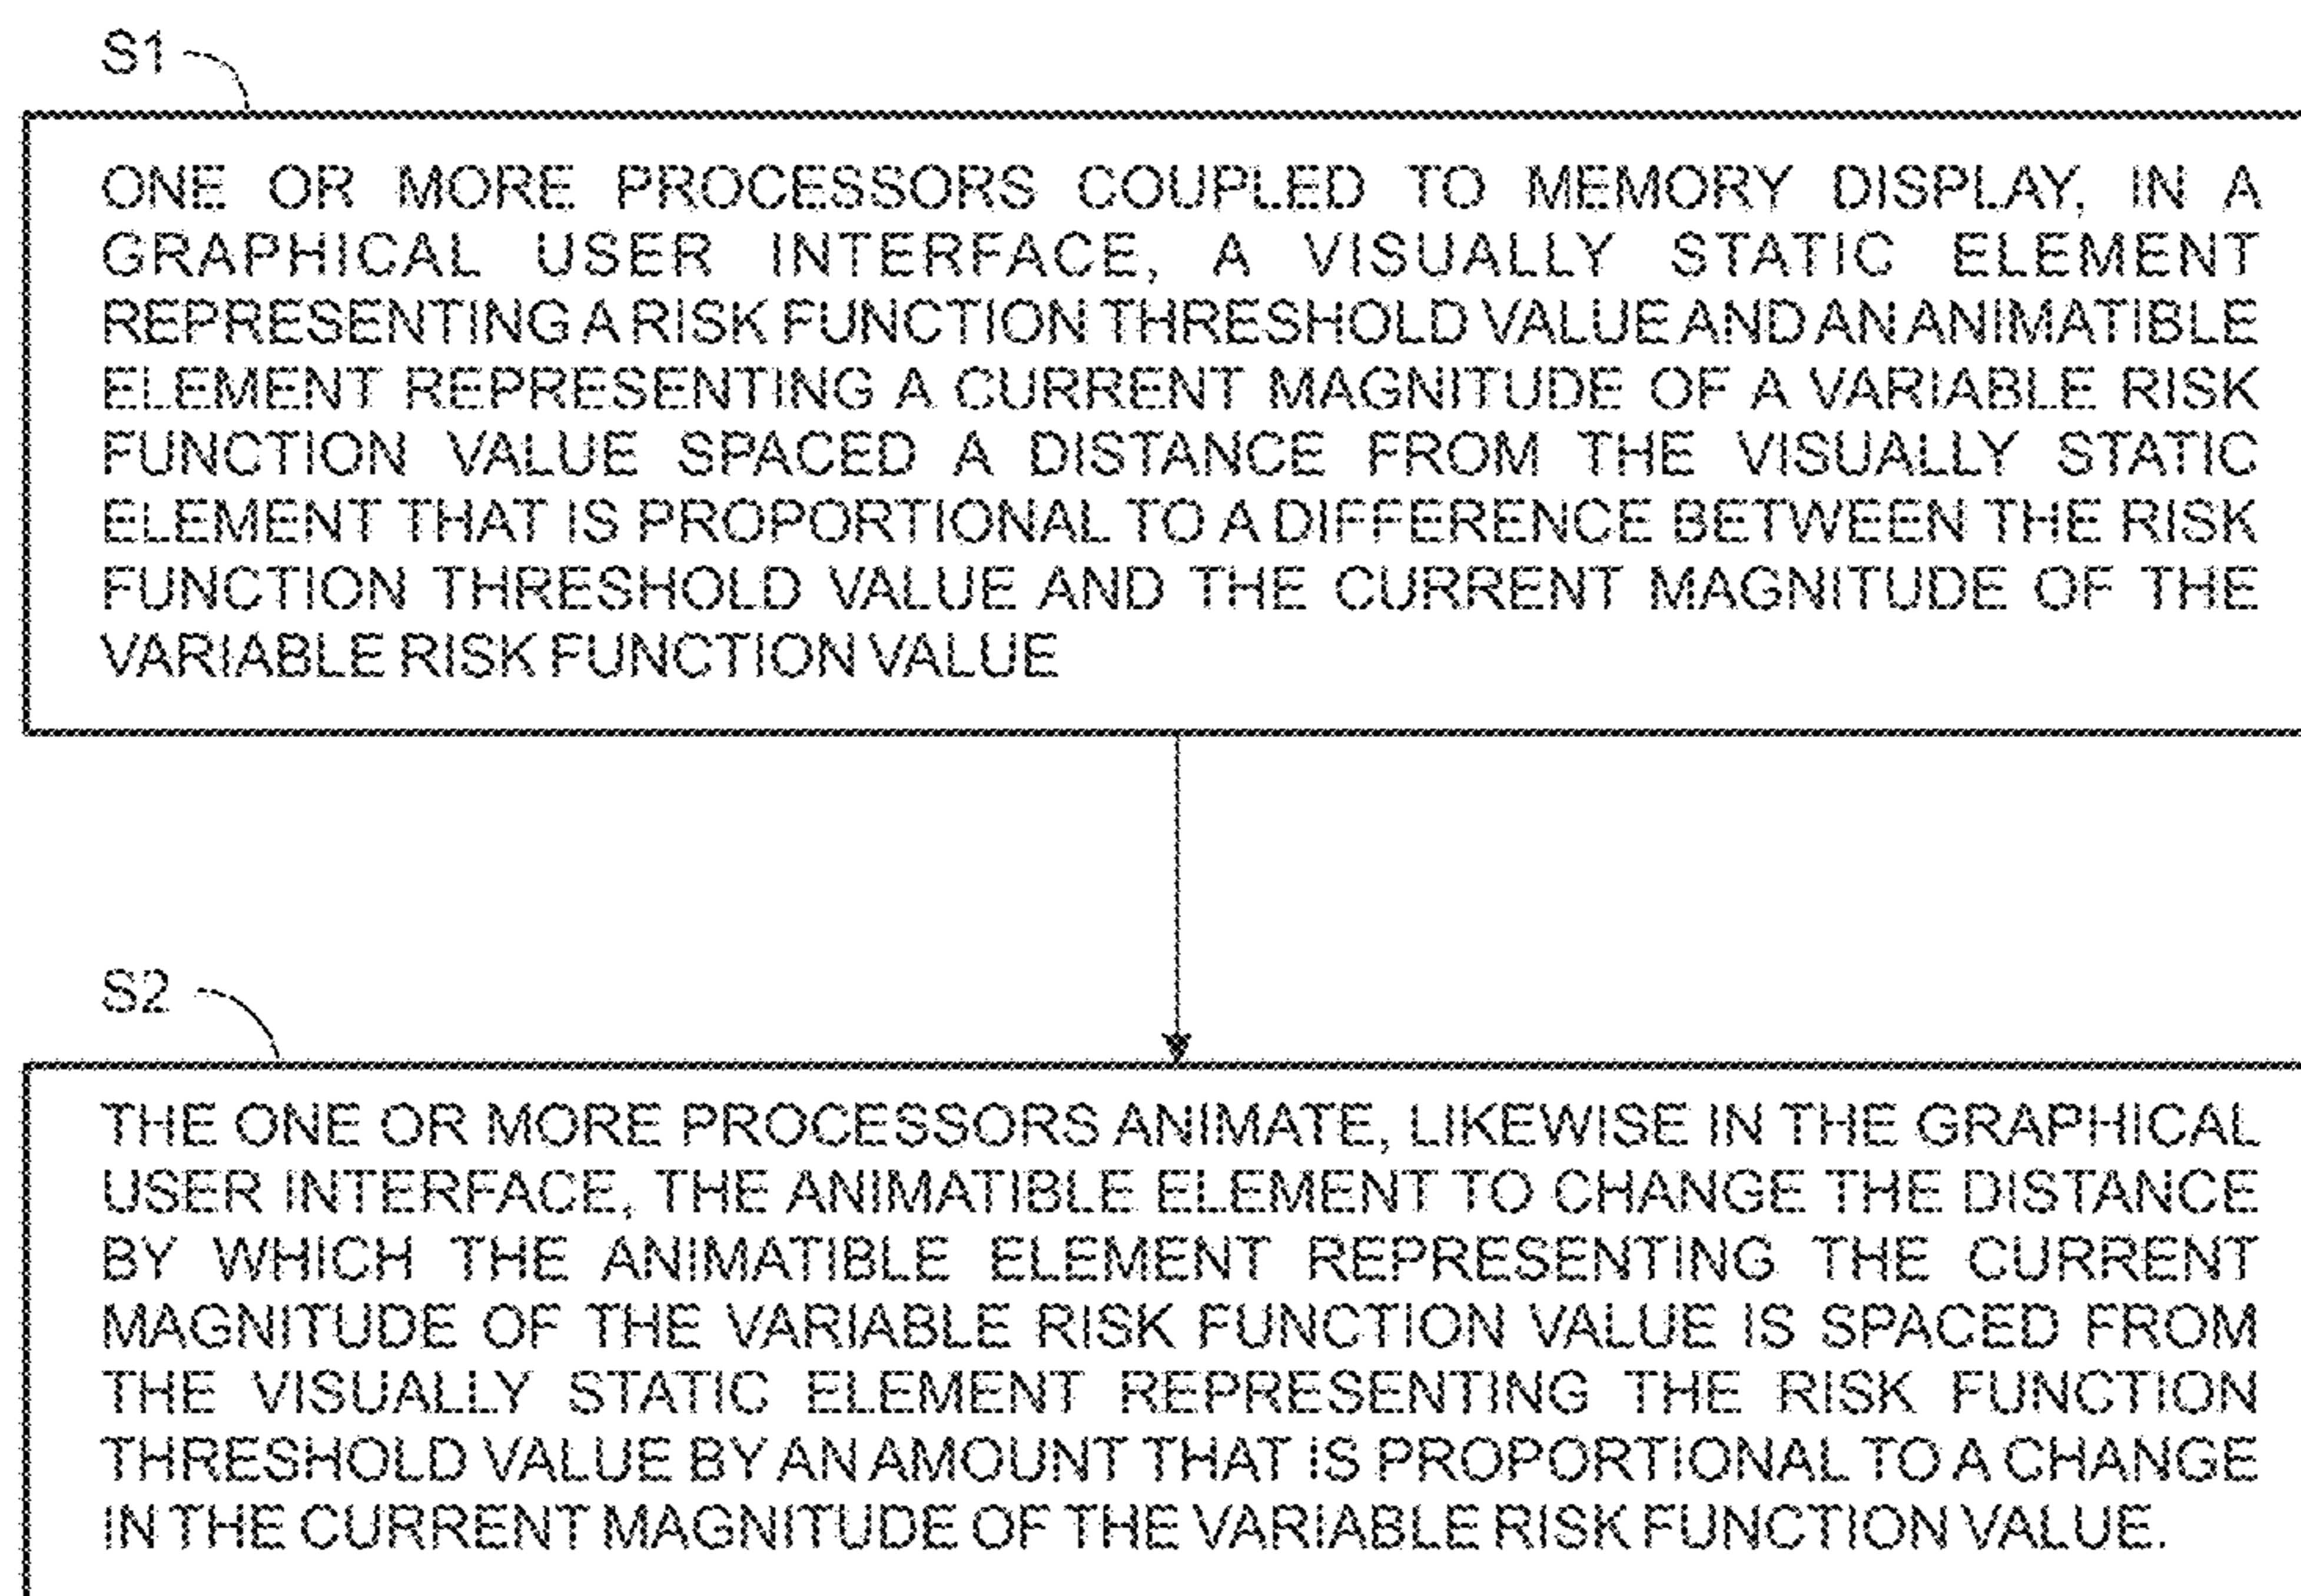 S1
ONE OR MORE PROCESSORS COUPLED TO MEMORY DISPLAY, IN A
GRAPHICAL USER INTERFACE, A VISUALLY STATIC ELEMENT
REPRESENTING A RISK FUNCTION THRESHOLD VALUE AND AN ANIMATIBLE
ELEMENT REPRESENTING A CURRENT MAGNITUDE OF A VARIABLE RISK
FUNCTION VALUE SPACED A DISTANCE FROM THE VISUALLY STATIC
ELEMENT THAT IS PROPORTIONAL TO A DIFFERENCE BETWEEN THE RISK
FUNCTION THRESHOLD VALUE AND THE CURRENT MAGNITUDE OF THE
VARIABLE RISK FUNCTION VALUE
S2
THE ONE OR MORE PROCESSORS ANIMATE, LIKEWISE IN THE GRAPHICAL
USER INTERFACE, THE ANIMATIBLE ELEMENT TO CHANGE THE DISTANCE
BY WHICH THE ANIMATIBLE ELEMENT REPRESENTING THE CURRENT
MAGNITUDE OF THE VARIABLE RISK FUNCTION VALUE IS SPACED FROM
THE VISUALLY STATIC ELEMENT REPRESENTING THE RISK FUNCTION
THRESHOLD VALUE BY AN AMOUNT THAT IS PROPORTIONAL TO A CHANGE
IN THE CURRENT MAGNITUDE OF THE VARIABLE RISK FUNCTION VALUE.